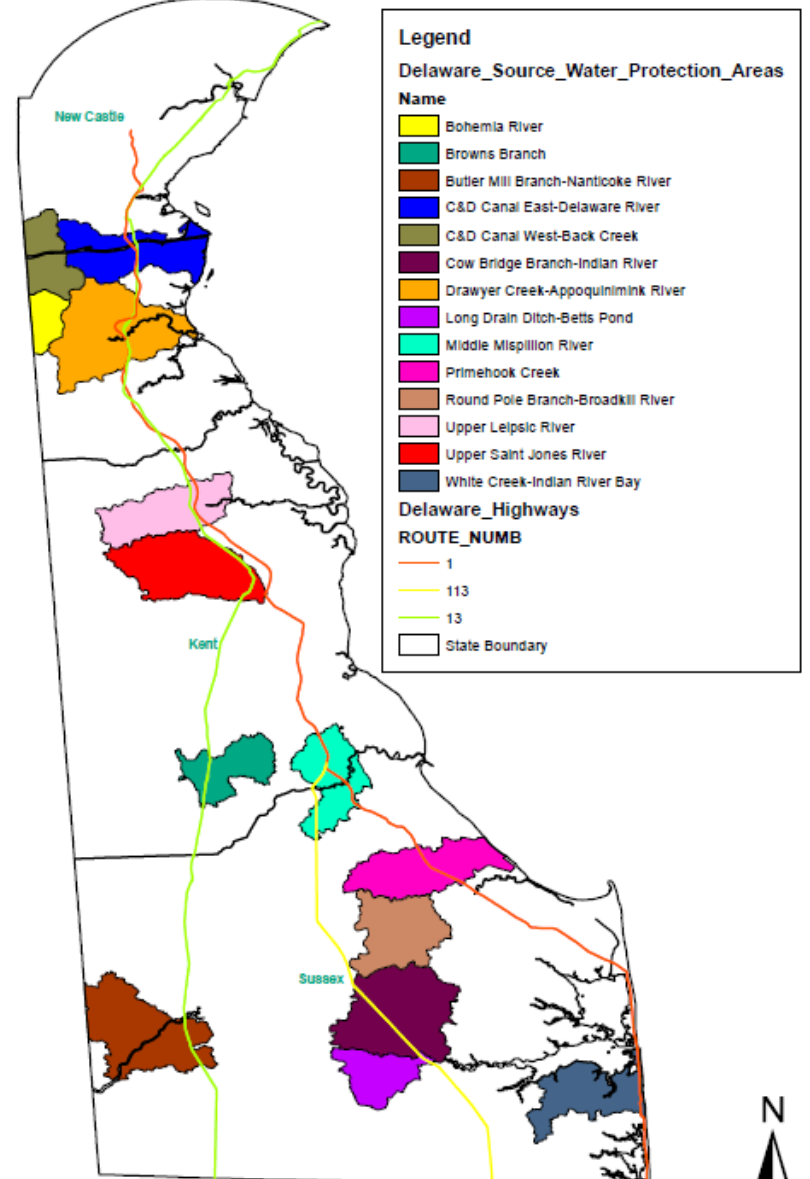 New Castle
Kent
Sussex
Legend
Delaware_Source_Water_Protection_Areas
Name
Bohemia River
Browns Branch
Butler Mill Branch-Nanticoke River
C&D Canal East-Delaware River
C&D Canal West-Back Creek
Cow Bridge Branch-Indian River
Drawyer Creek-Appoquinimink River
Long Drain Ditch-Betts Pond
Middle Mispillion River
Primehook Creek
Round Pole Branch-Broadkill River
Upper Leipsic River
Upper Saint Jones River
White Creek-Indian River Bay
Delaware_Highways
ROUTE_NUMB
1
113
13
State Boundary
N